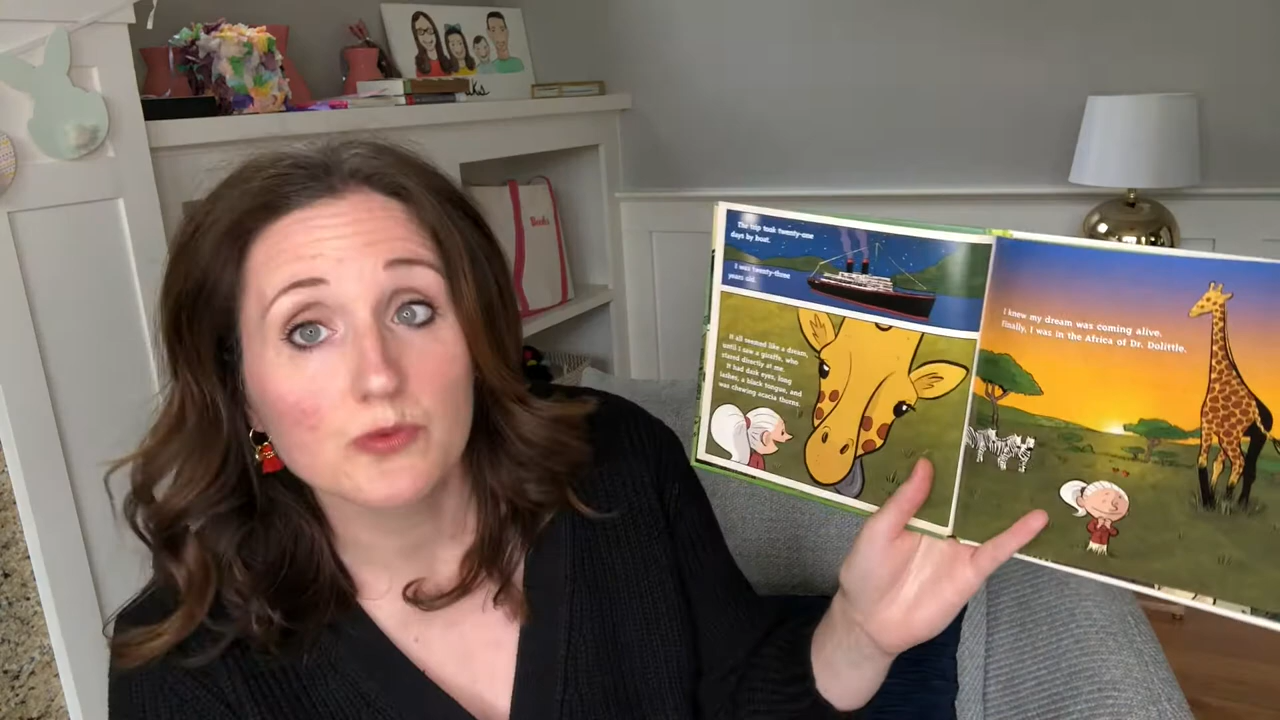 Books
The trip took twenty-one
days by boat.
I was twenty-three
years old.
It all seemed like a dream,
until I saw a giraffe, who
stared directly at me.
It had dark eyes, long
lashes, a black tongue, and
was chewing acacia thorns.
I knew my dream was coming alive,
finally, I was in the Africa of Dr. Dolittle.